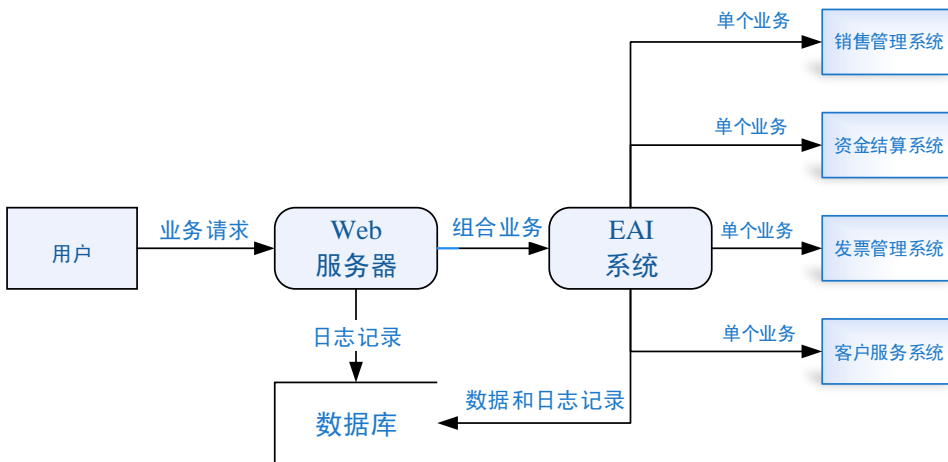 单个业务
销售管理系统
单个业务
资金结算系统
用户
业务请求
Web
服务器
组合业务
EAI
系统
单个业务
发票管理系统
日志记录
单个业务
客户服务系统
数据库
数据和日志记录